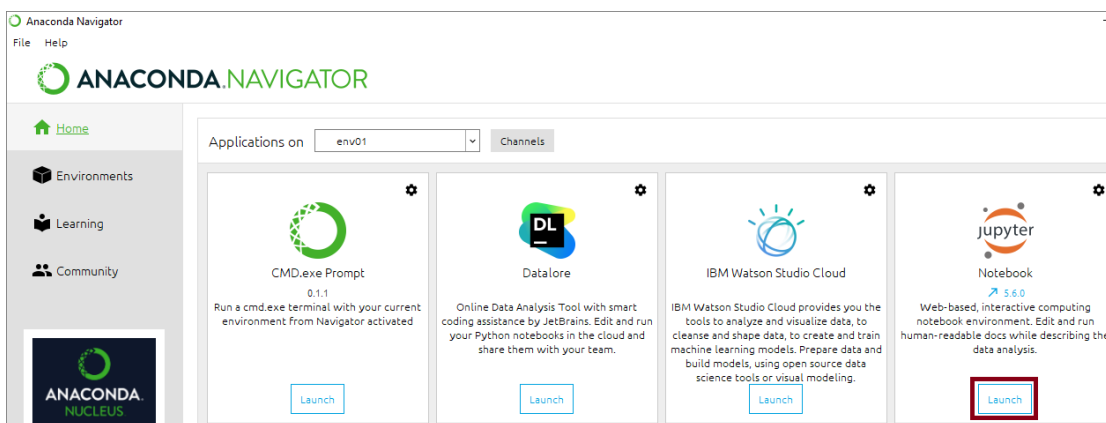 Anaconda Navigator
File Help
ANACONDA.NAVIGATOR
Home
Environments
Learning
Community
ANACONDA.
NUCLEUS
Applications on env01 Channels
CMD.exe Prompt
0.1.1
Run a cmd.exe terminal with your current
environment from Navigator activated
Launch
DL
Datalore
Online Data Analysis Tool with smart
coding assistance by JetBrains. Edit and run
your Python notebooks in the cloud and
share them with your team.
Launch
IBM Watson Studio Cloud
IBM Watson Studio Cloud provides you the
tools to analyze and visualize data, to
cleanse and shape data, to create and train
machine learning models. Prepare data and
build models, using open source data
science tools or visual modeling.
Launch
jupyter
Notebook
5.6.0
Web-based, interactive computing
notebook environment. Edit and run
human-readable docs while describing the
data analysis.
Launch